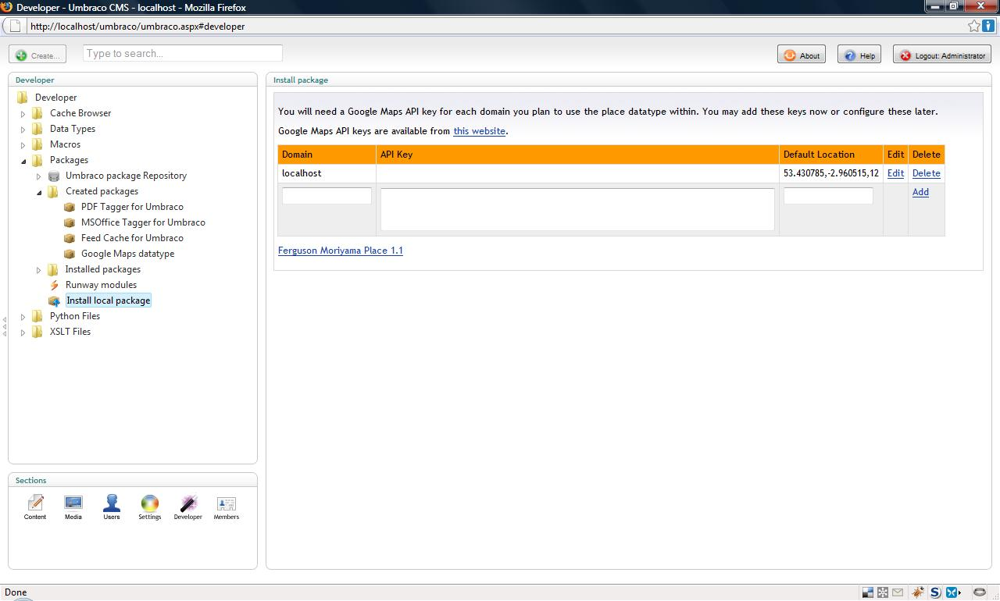 Developer - Umbraco CMS - localhost - Mozilla Firefox
http://localhost/umbraco/umbraco.aspx#developer
Create...
Type to search...
About
Help
Logout: Administrator
Developer
Developer
Cache Browser
Data Types
Macros
Packages
Umbraco package Repository
Created packages
PDF Tagger for Umbraco
MSOffice Tagger for Umbraco
Feed Cache for Umbraco
Google Maps datatype
Installed packages
Runway modules
Install local package
Python Files
XSLT Files
Sections
Content Media Users Settings Developer Members
Install package
You will need a Google Maps API key for each domain you plan to use the place datatype within. You may add these keys now or configure these later.
Google Maps API keys are available from this website.
Domain API Key Default Location Edit Delete
localhost 53.430785,-2.960515,12 Edit Delete
Add
Ferguson Moriyama Place 1.1
Done